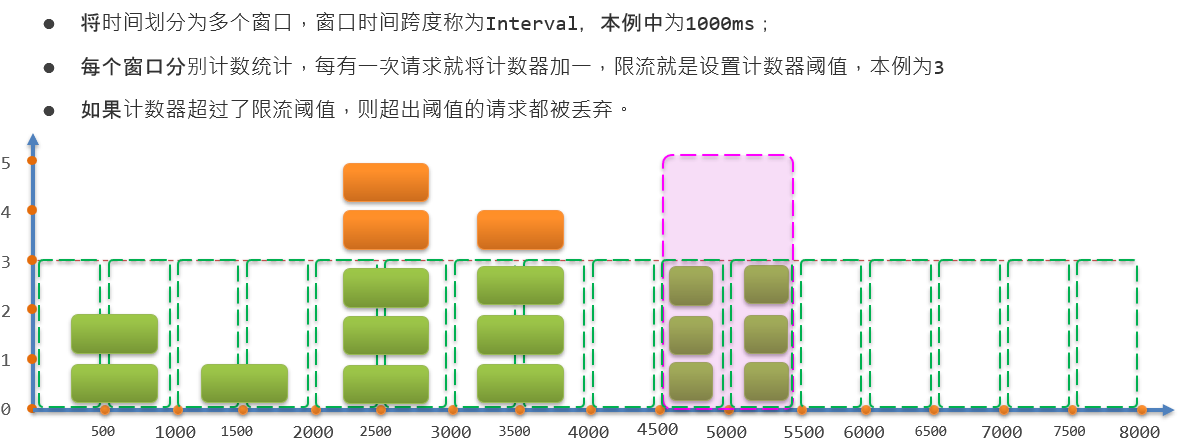 将时间划分为多个窗口，窗口时间跨度称为Interval, 本例中为1000ms；
每个窗口分别计数统计，每有一次请求就将计数器加一，限流就是设置计数器阈值，本例为3
如果计数器超过了限流阈值，则超出阈值的请求都被丢弃。
5
4
3
2
1
0
500 1000 1500 2000 2500 3000 3500 4000 4500 5000 5500 6000 6500 7000 7500 8000